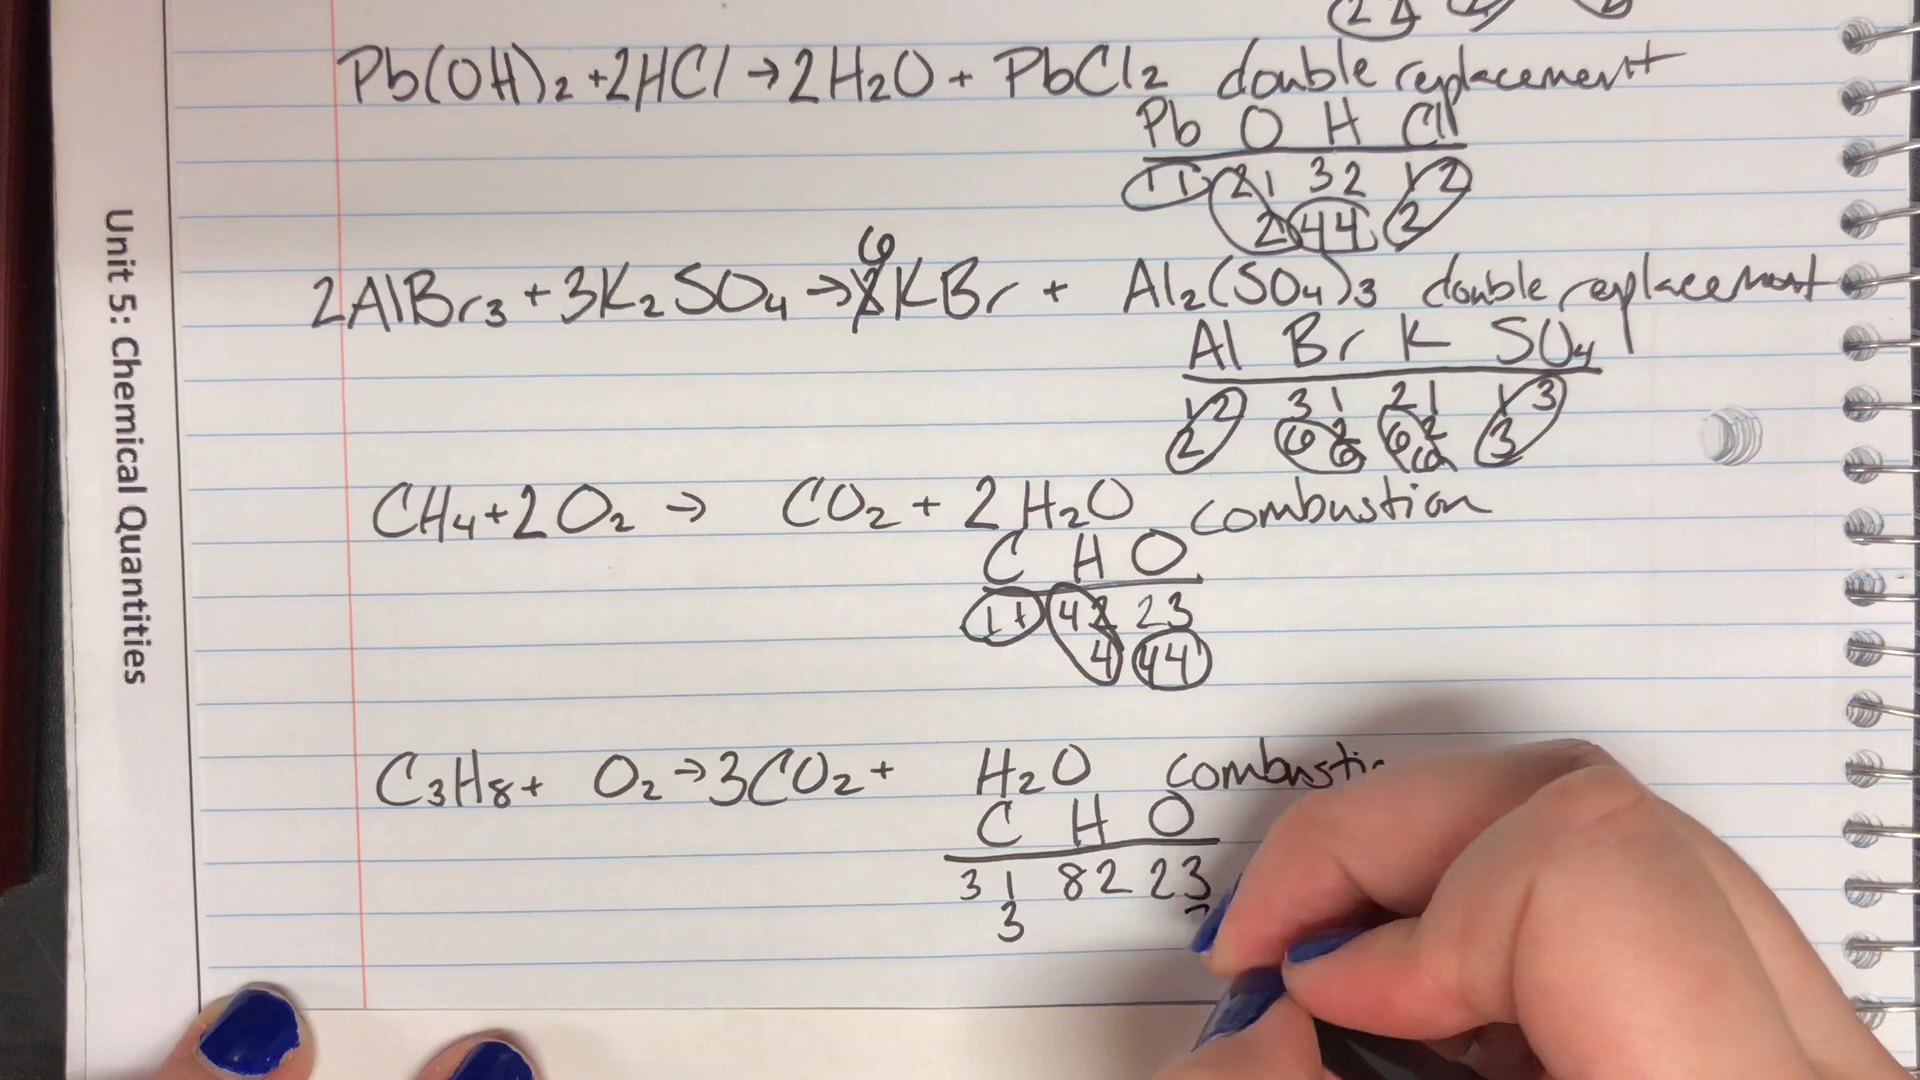 Pb(OH)₂ + 2HCl → 2H₂O + PbCl₂ double replacement
Pb O H Cl
1 1 2 1 3 2 1 2
2 4 4 2
6
2AlBr₃ + 3K₂SO₄ → 2KBr + Al₂(SO₄)₃ double replacement
Al Br K SO₄
1 2 3 1 2 1 1 3
2 6 2 6 2 3
6 6
CH₄ + 2O₂ → CO₂ + 2H₂O combustion
C H O
1 1 4 2 2 3
4 4 4
C₃H₈ + O₂ → 3CO₂ + H₂O combusti
C H O
3 1 8 2 2 3
3
Unit 5: Chemical Quantities